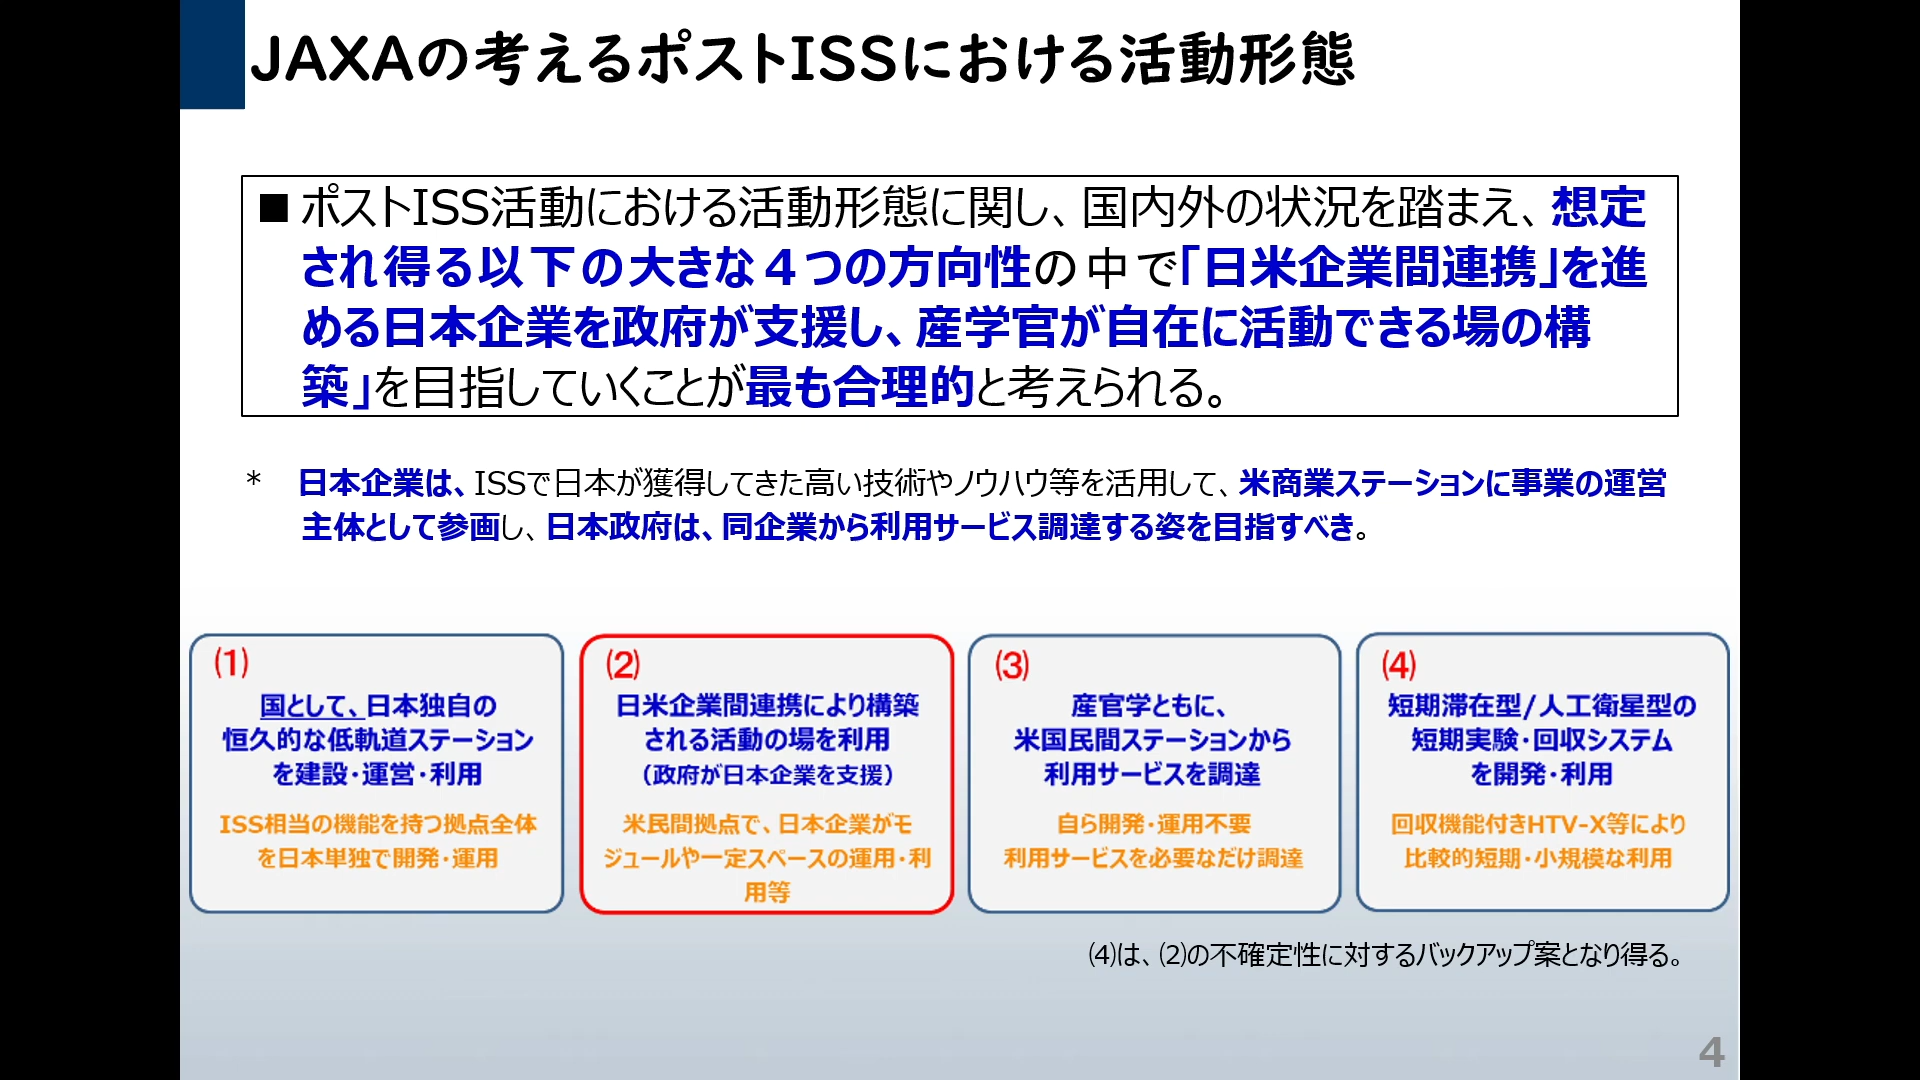 JAXAの考えるポストISSにおける活動形態
■ポストISS活動における活動形態に関し、国内外の状況を踏まえ、想定
され得る以下の大きな４つの方向性の中で「日米企業間連携」を進
める日本企業を政府が支援し、産学官が自在に活動できる場の構
築」を目指していくことが最も合理的と考えられる。
* 日本企業は、ISSで日本が獲得してきた高い技術やノウハウ等を活用して、米商業ステーションに事業の運営
主体として参画し、日本政府は、同企業から利用サービス調達する姿を目指すべき。
⑴
国として、日本独自の
恒久的な低軌道ステーション
を建設・運営・利用
ISS相当の機能を持つ拠点全体
を日本単独で開発・運用
⑵
日米企業間連携により構築
される活動の場を利用
（政府が日本企業を支援）
米民間拠点で、日本企業がモ
ジュールや一定スペースの運用・利
用等
⑶
産官学ともに、
米国民間ステーションから
利用サービスを調達
自ら開発・運用不要
利用サービスを必要なだけ調達
⑷
短期滞在型/人工衛星型の
短期実験・回収システム
を開発・利用
回収機能付きHTV-X等により
比較的短期・小規模な利用
⑷は、⑵の不確定性に対するバックアップ案となり得る。
4